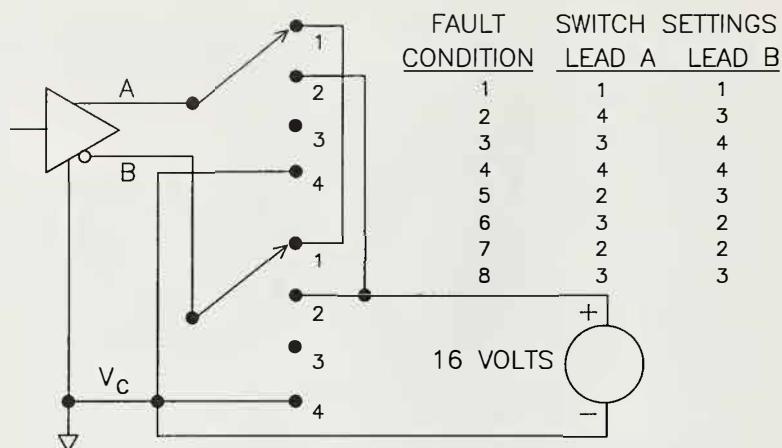 FAULT CONDITION SWITCH SETTINGS
LEAD A LEAD B
1 1 1
2 4 3
3 3 4
4 4 4
5 2 3
6 3 2
7 2 2
8 3 3
A
B
1
2
3
4
1
2
3
4
V_C
+
16 VOLTS
−